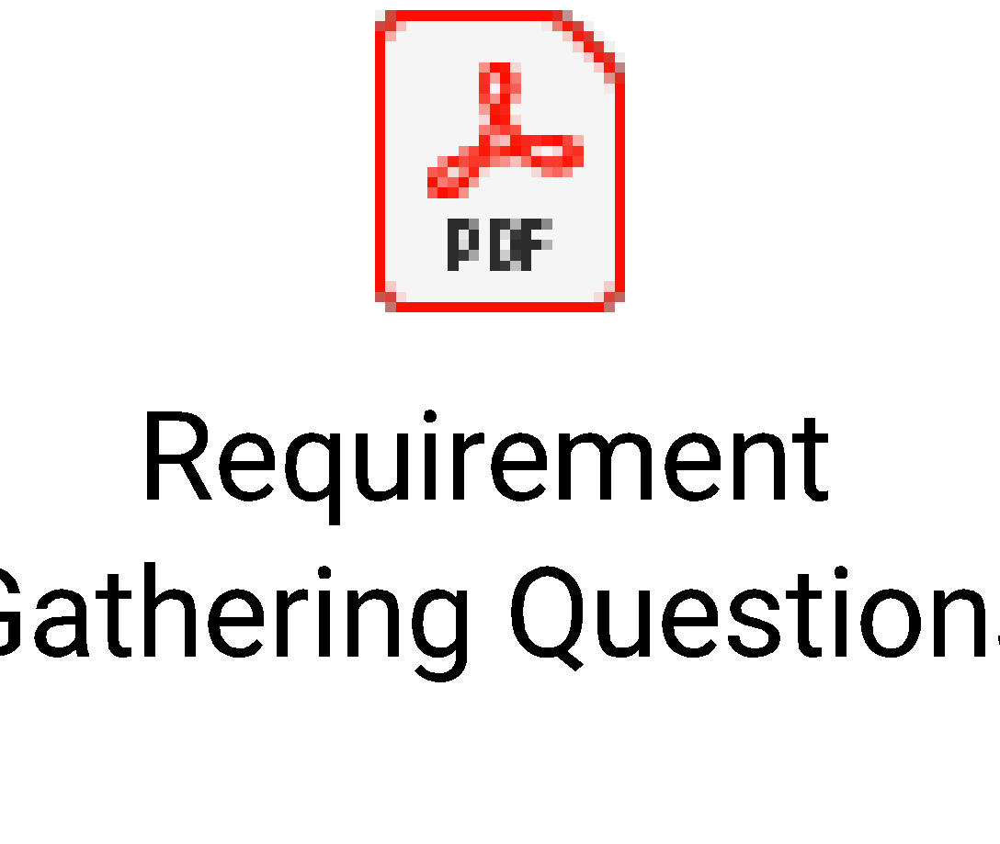 PDF
Requirement
Gathering Questions